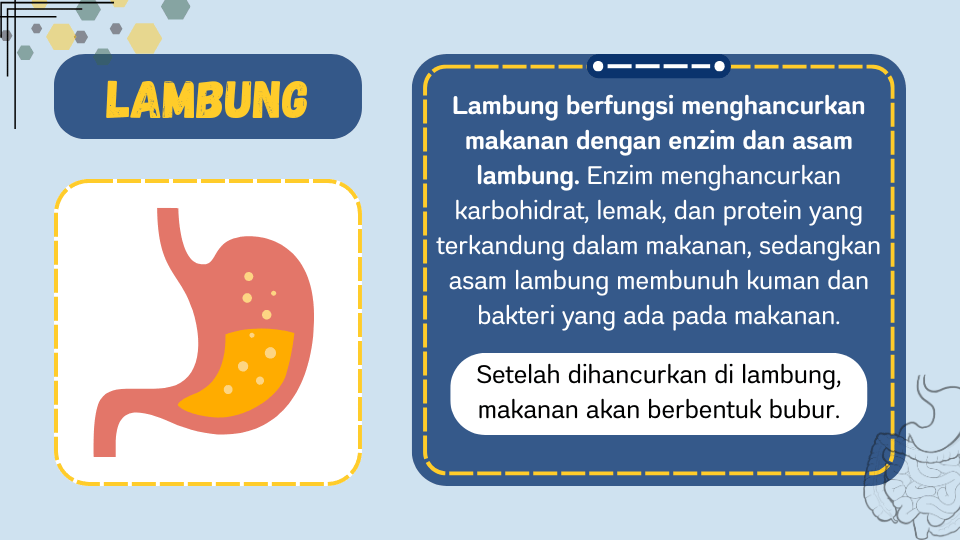 LAMBUNG
Lambung berfungsi menghancurkan
makanan dengan enzim dan asam
lambung. Enzim menghancurkan
karbohidrat, lemak, dan protein yang
terkandung dalam makanan, sedangkan
asam lambung membunuh kuman dan
bakteri yang ada pada makanan.
Setelah dihancurkan di lambung,
makanan akan berbentuk bubur.